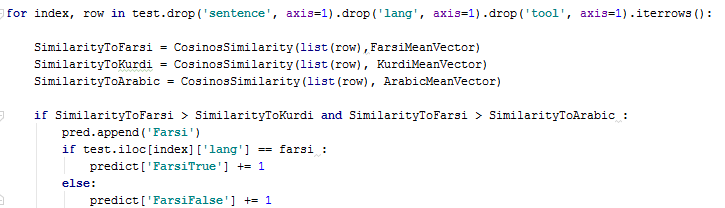 for index, row in test.drop('sentence', axis=1).drop('lang', axis=1).drop('tool', axis=1).iterrows():
SimilarityToFarsi = CosinosSimilarity(list(row),FarsiMeanVector)
SimilarityToKurdi = CosinosSimilarity(list(row), KurdiMeanVector)
SimilarityToArabic = CosinosSimilarity(list(row), ArabicMeanVector)
if SimilarityToFarsi > SimilarityToKurdi and SimilarityToFarsi > SimilarityToArabic :
pred.append('Farsi')
if test.iloc[index]['lang'] == farsi :
predict['FarsiTrue'] += 1
else:
predict['FarsiFalse'] += 1